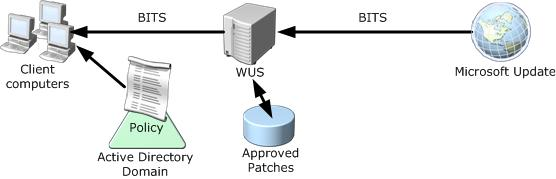 BITS
BITS
Client
computers
WUS
Microsoft Update
Policy
Active Directory
Domain
Approved
Patches